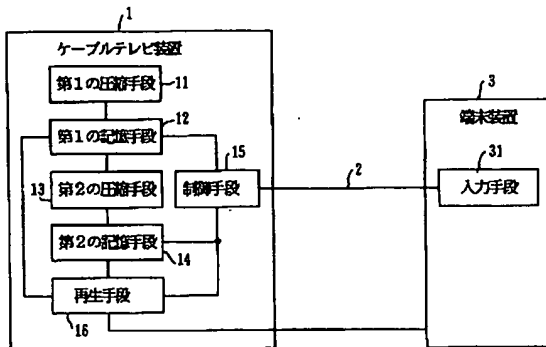 1
ケーブルテレビ装置
第1の圧縮手段
11
第1の記憶手段
12
13
第2の圧縮手段
第2の記憶手段
14
再生手段
16
15
制御手段
2
3
端末装置
31
入力手段